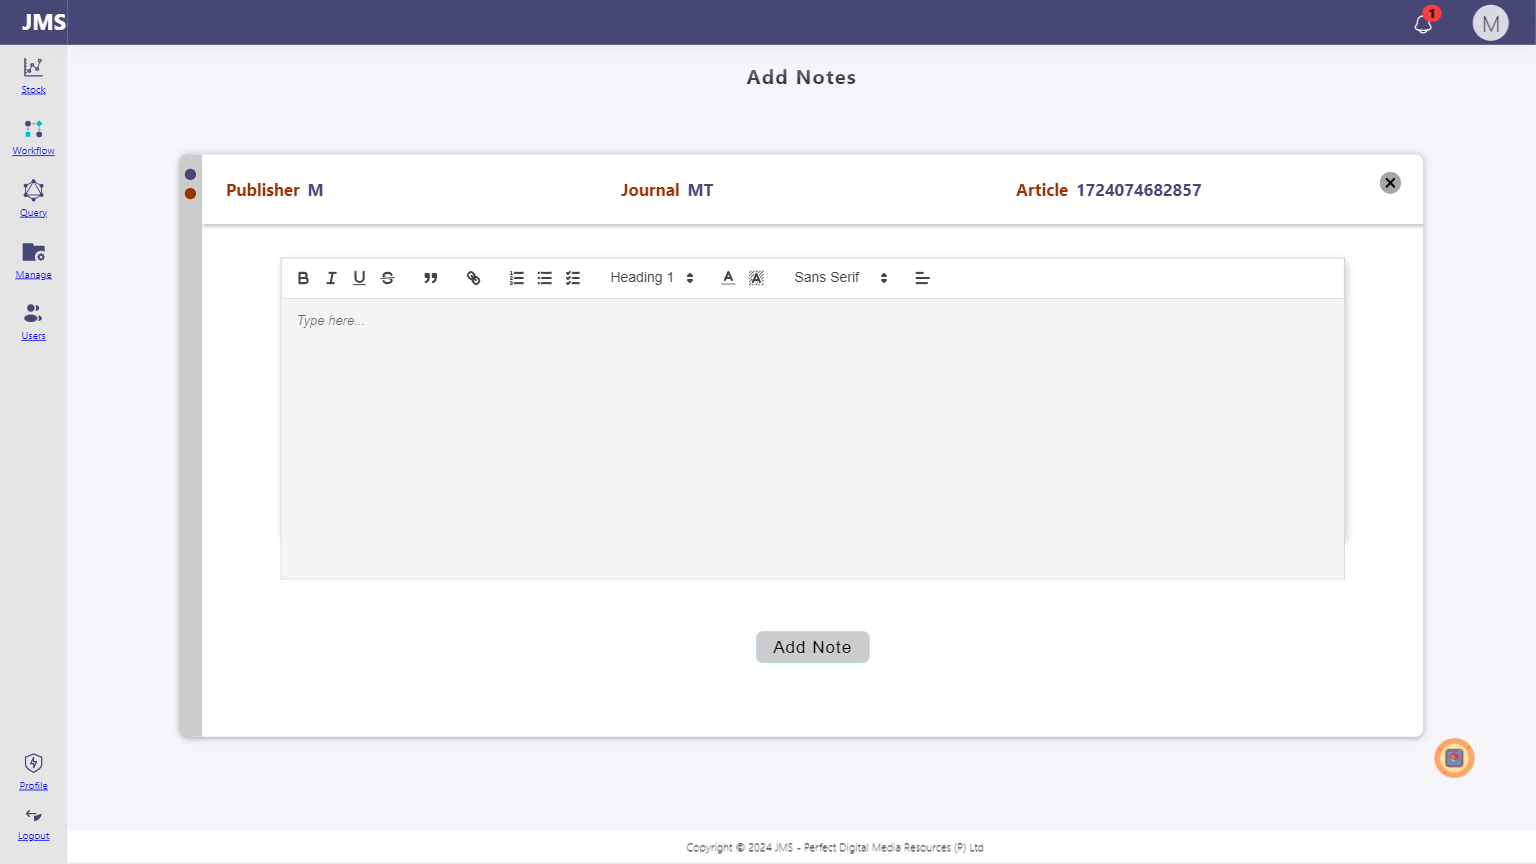 JMS
1
M
Stock
Workflow
Query
Manage
Users
Profile
Logout
Add Notes
Publisher M
Journal MT
Article 1724074682857
Heading 1
Sans Serif
Type here...
Add Note
Copyright © 2024 JMS - Perfect Digital Media Resources (P) Ltd